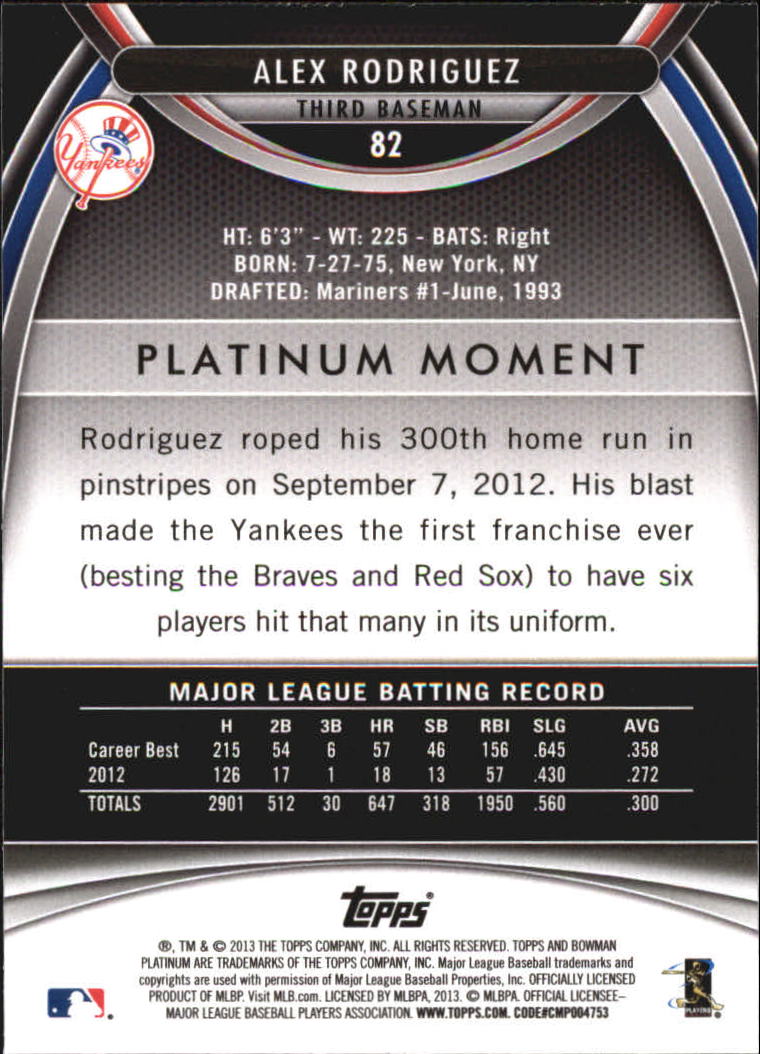 ALEX RODRIGUEZ
THIRD BASEMAN
82
Yankees
HT: 6'3" - WT: 225 - BATS: Right
BORN: 7-27-75, New York, NY
DRAFTED: Mariners #1-June, 1993
PLATINUM MOMENT
Rodriguez roped his 300th home run in
pinstripes on September 7, 2012. His blast
made the Yankees the first franchise ever
(besting the Braves and Red Sox) to have six
players hit that many in its uniform.
MAJOR LEAGUE BATTING RECORD
H 2B 3B HR SB RBI SLG AVG
Career Best 215 54 6 57 46 156 .645 .358
2012 126 17 1 18 13 57 .430 .272
TOTALS 2901 512 30 647 318 1950 .560 .300
topps®
®, TM & © 2013 THE TOPPS COMPANY, INC. ALL RIGHTS RESERVED. TOPPS AND BOWMAN
PLATINUM ARE TRADEMARKS OF THE TOPPS COMPANY, INC. Major League Baseball trademarks and
copyrights are used with permission of Major League Baseball Properties, Inc. OFFICIALLY LICENSED
PRODUCT OF MLBP. Visit MLB.com. LICENSED BY MLBPA, 2013. © MLBPA. OFFICIAL LICENSEE–
MAJOR LEAGUE BASEBALL PLAYERS ASSOCIATION. WWW.TOPPS.COM. CODE#CMP004753
PLAYERS